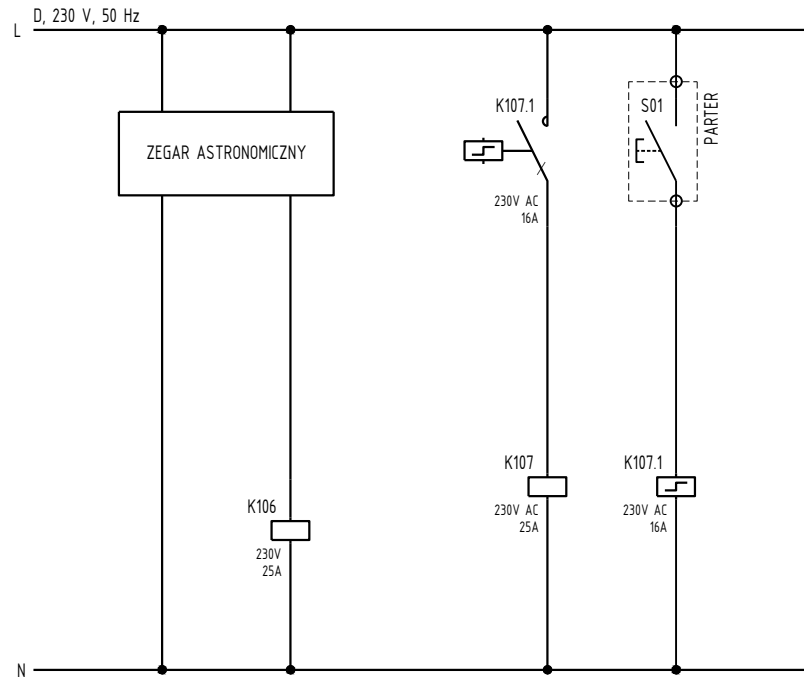 D, 230 V, 50 Hz
L
K107.1
S01
PARTER
ZEGAR ASTRONOMICZNY
230V AC
16A
K107
K107.1
230V AC
25A
230V AC
16A
K106
230V
25A
N